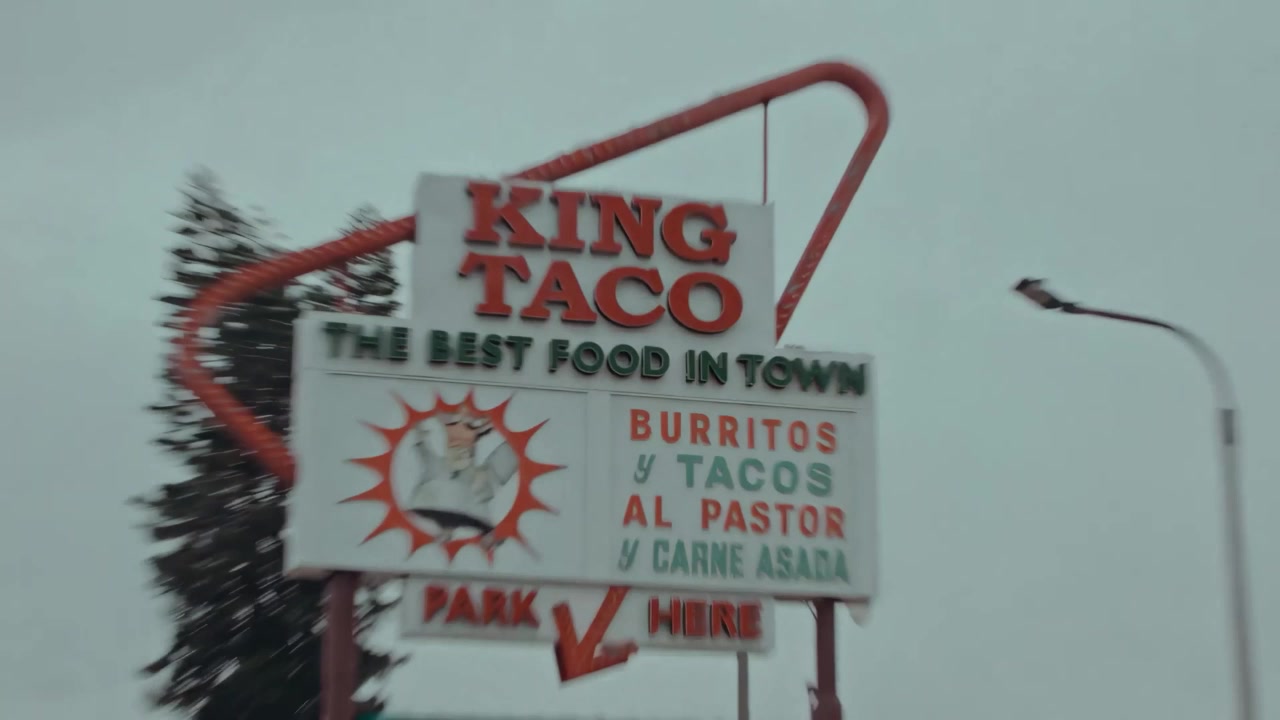 KING
TACO
THE BEST FOOD IN TOWN
BURRITOS
y TACOS
AL PASTOR
y CARNE ASADA
PARK HERE